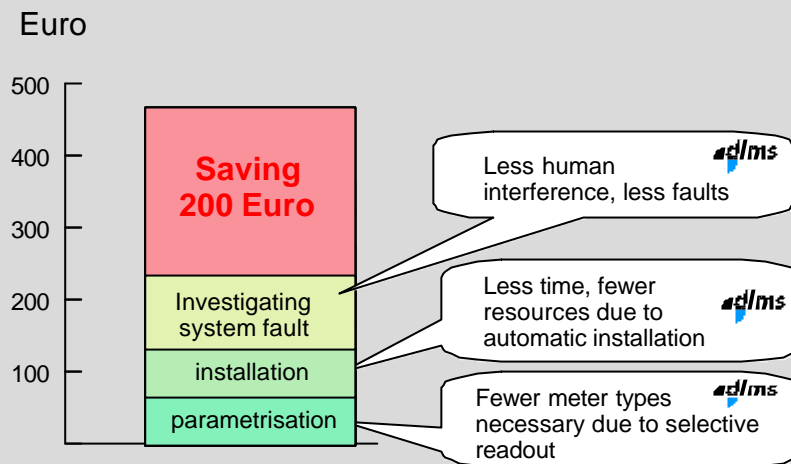 Euro
500
400
300
200
100
Saving
200 Euro
Investigating
system fault
installation
parametrisation
Less human
interference, less faults
dlms
Less time, fewer
resources due to
automatic installation
dlms
Fewer meter types
necessary due to selective
readout
dlms